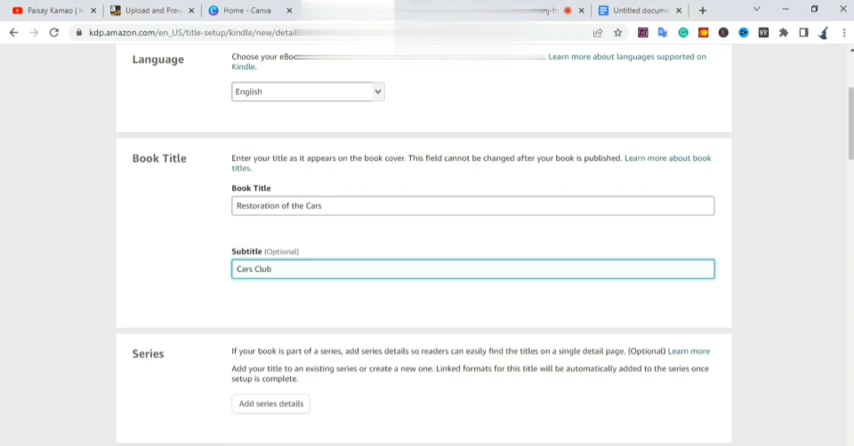 Paisay Kamao | H
Upload and Prev
Home - Canva
Untitled docume
kdp.amazon.com/en_US/title-setup/kindle/new/detail
Language
Choose your
Learn more about languages supported on
Kindle.
English
Book Title
Enter your title as it appears on the book cover. This field cannot be changed after your book is published. Learn more about book
titles.
Book Title
Restoration of the Cars
Subtitle (Optional)
Cars Club
Series
If your book is part of a series, add series details so readers can easily find the titles on a single detail page. (Optional) Learn more
Add your title to an existing series or create a new one. Linked formats for this title will be automatically added to the series once
setup is complete.
Add series details